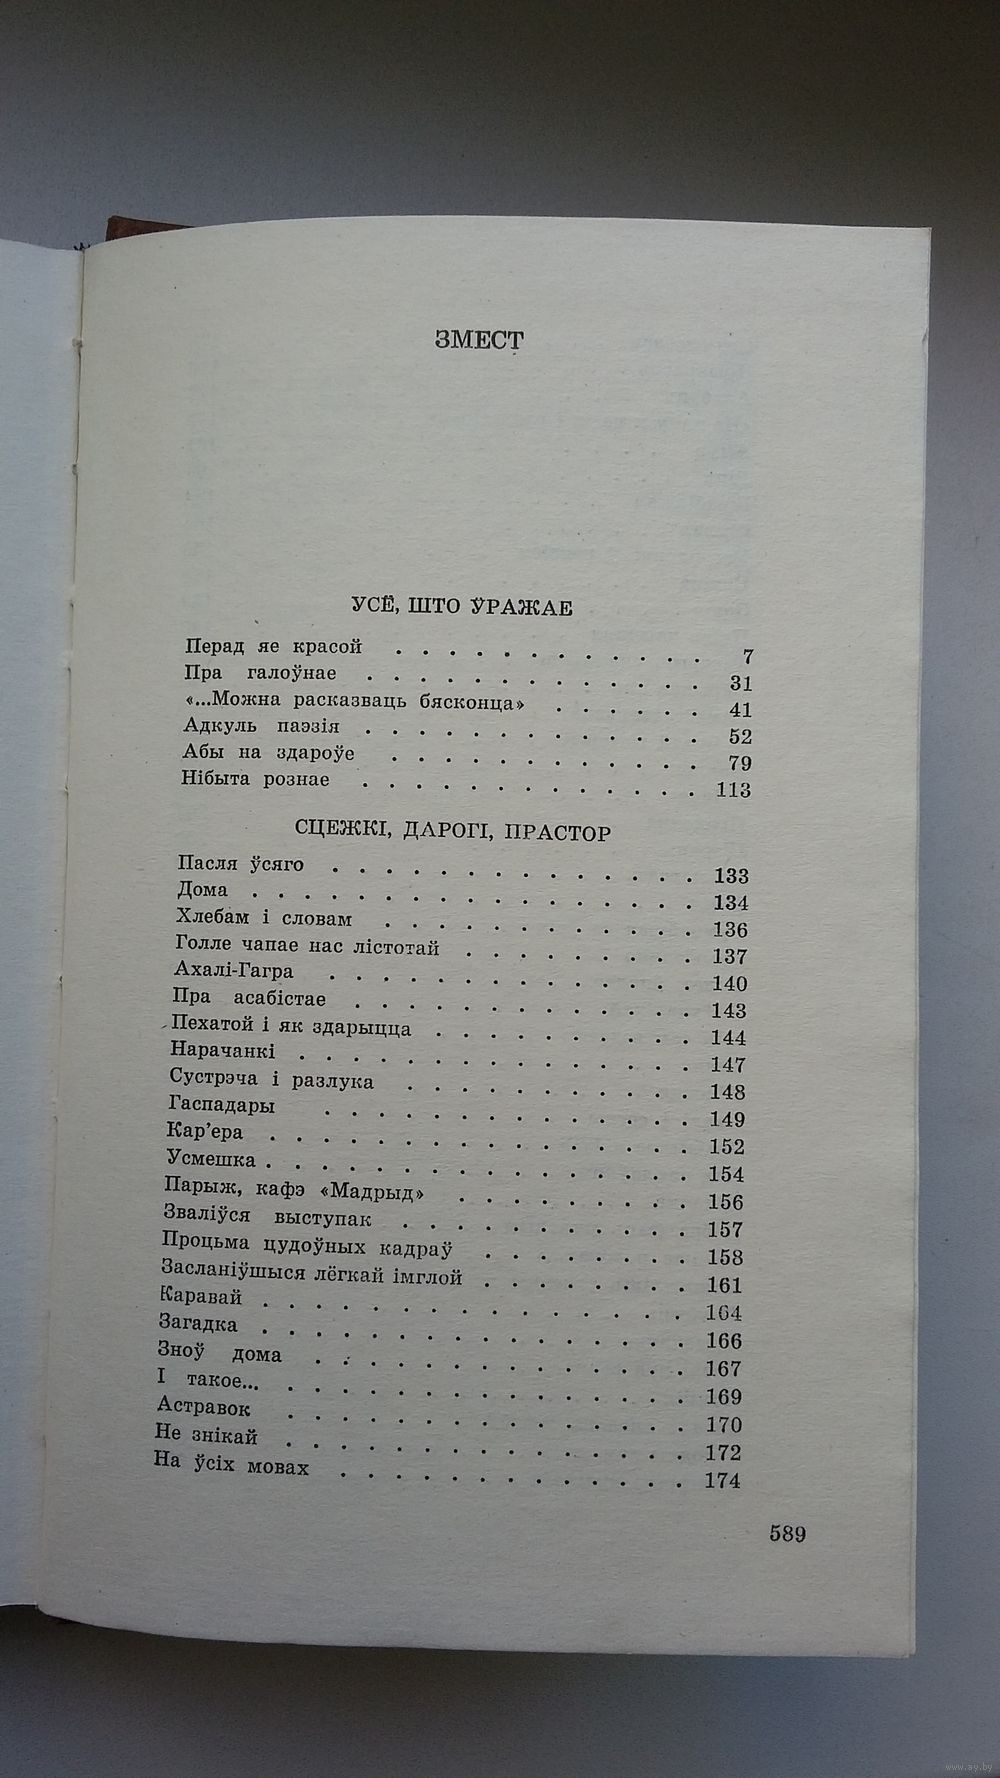 ЗМЕСТ
УСЁ, ШТО ЎРАЖАЕ
Перад яе красой . . . . . . . . . . . . 7
Пра галоўнае . . . . . . . . . . . . . 31
«...Можна расказваць бясконца» . . . . . . 41
Адкуль паэзія . . . . . . . . . . . . . 52
Абы на здароўе . . . . . . . . . . . . 79
Нібыта рознае . . . . . . . . . . . . . 113
СЦЕЖКІ, ДАРОГІ, ПРАСТОР
Пасля ўсяго . . . . . . . . . . . . . . 133
Дома . . . . . . . . . . . . . . . . . 134
Хлебам і словам . . . . . . . . . . . . 136
Голле чапае нас лістотай . . . . . . . . . 137
Ахалі-Гагра . . . . . . . . . . . . . . 140
Пра асабістае . . . . . . . . . . . . . 143
Пехатой і як здарыцца . . . . . . . . . . 144
Нарачанкі . . . . . . . . . . . . . . . 147
Сустрэча і разлука . . . . . . . . . . . 148
Гаспадары . . . . . . . . . . . . . . 149
Кар’ера . . . . . . . . . . . . . . . . 152
Усмешка . . . . . . . . . . . . . . . . 154
Парыж, кафэ «Мадрыд» . . . . . . . . . 156
Зваліўся выступак . . . . . . . . . . . 157
Процьма цудоўных кадраў . . . . . . . . 158
Засланіўшыся лёгкай імглой . . . . . . . . 161
Каравай . . . . . . . . . . . . . . . . 164
Загадка . . . . . . . . . . . . . . . . 166
Зноў дома . . . . . . . . . . . . . . 167
І такое... . . . . . . . . . . . . . . . 169
Астравок . . . . . . . . . . . . . . . 170
Не знікай . . . . . . . . . . . . . . . 172
На ўсіх мовах . . . . . . . . . . . . . 174
589
www.ay.by